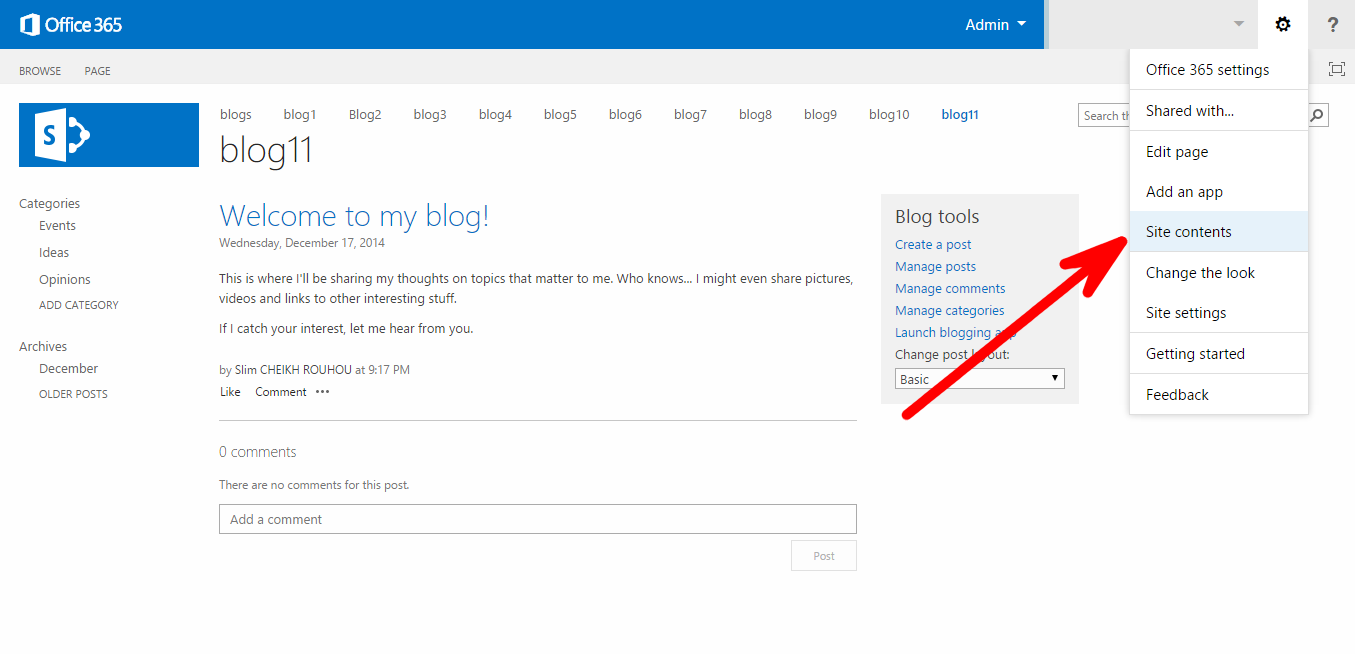 Office 365
Admin
?
BROWSE PAGE
S
blogs blog1 Blog2 blog3 blog4 blog5 blog6 blog7 blog8 blog9 blog10 blog11
Search th
blog11
Categories
Events
Ideas
Opinions
ADD CATEGORY
Archives
December
OLDER POSTS
Welcome to my blog!
Wednesday, December 17, 2014
This is where I'll be sharing my thoughts on topics that matter to me. Who knows... I might even share pictures,
videos and links to other interesting stuff.
If I catch your interest, let me hear from you.
by Slim CHEIKH ROUHOU at 9:17 PM
Like Comment •••
0 comments
There are no comments for this post.
Add a comment
Post
Blog tools
Create a post
Manage posts
Manage comments
Manage categories
Launch blogging app
Change post layout:
Basic
Office 365 settings
Shared with...
Edit page
Add an app
Site contents
Change the look
Site settings
Getting started
Feedback